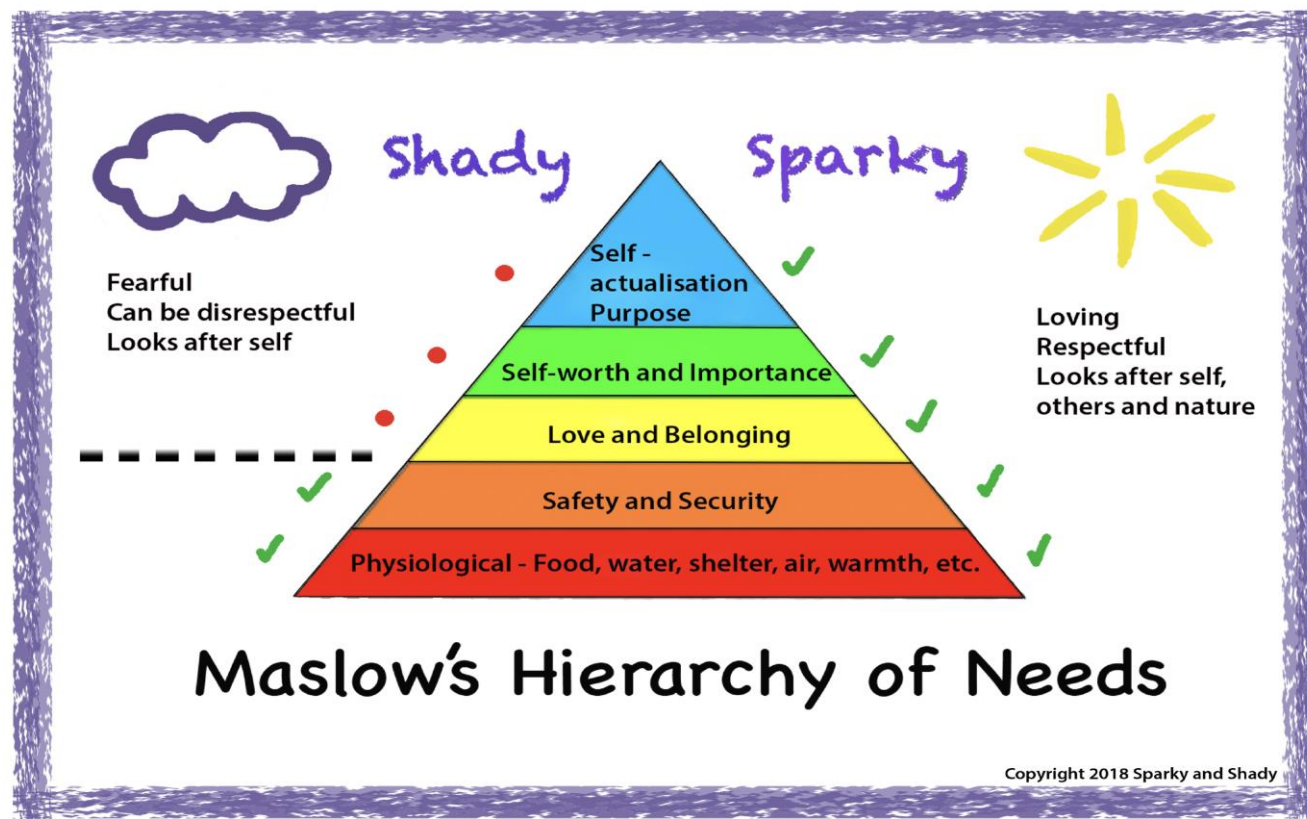 Shady
Sparky
Fearful
Can be disrespectful
Looks after self
Loving
Respectful
Looks after self,
others and nature
Self -
actualisation
Purpose
Self-worth and Importance
Love and Belonging
Safety and Security
Physiological - Food, water, shelter, air, warmth, etc.
Maslow's Hierarchy of Needs
Copyright 2018 Sparky and Shady